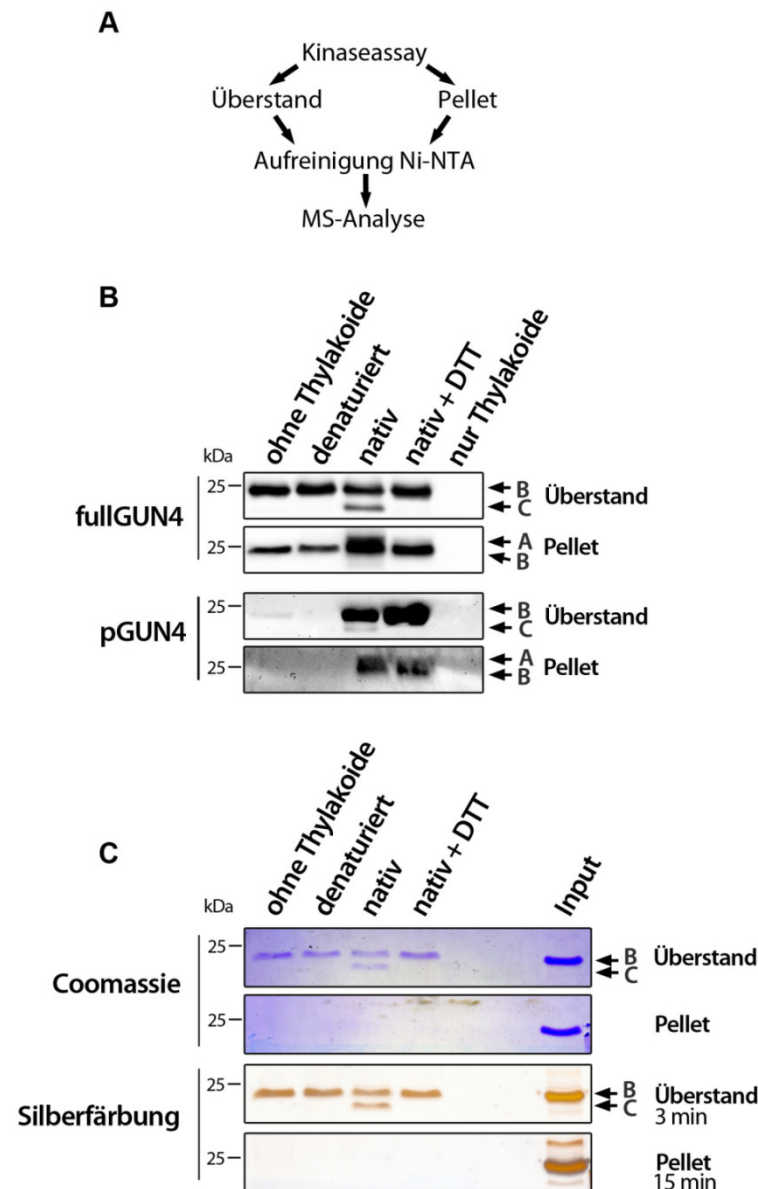 A
Kinaseassay
Überstand Pellet
Aufreinigung Ni-NTA
MS-Analyse
B
ohne Thylakoide
denaturiert
nativ
nativ + DTT
nur Thylakoide
kDa
fullGUN4
25 B Überstand
C
25 A Pellet
B
pGUN4
25 B Überstand
C
25 A Pellet
B
C
ohne Thylakoide
denaturiert
nativ
nativ + DTT
Input
kDa
Coomassie
25 B Überstand
C
25 Pellet
Silberfärbung
25 B Überstand
C 3 min
25 Pellet
15 min